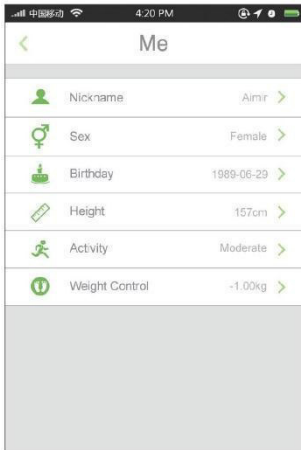 中国移动 4:20 PM
Me
Nickname Aimir
Sex Female
Birthday 1989-06-29
Height 157cm
Activity Moderate
Weight Control -1.00kg